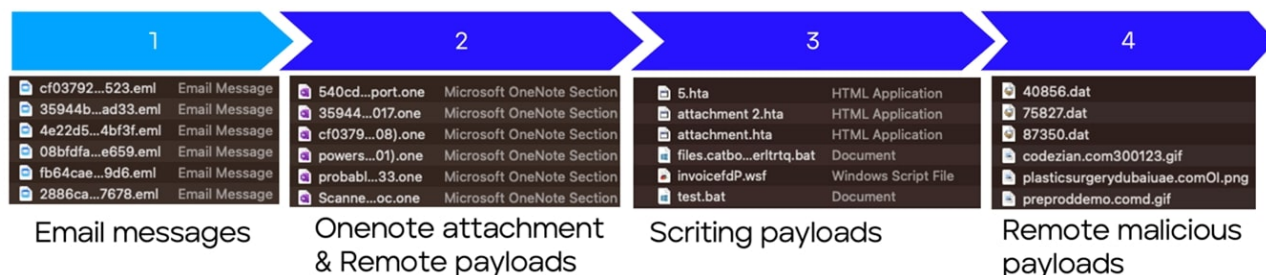 1
2
3
4
cf03792...523.eml Email Message
35944b...ad33.eml Email Message
4e22d5...4bf3f.eml Email Message
08bfdfa...e659.eml Email Message
fb64cae...9d6.eml Email Message
2886ca...7678.eml Email Message
540cd...port.one Microsoft OneNote Section
35944...017.one Microsoft OneNote Section
cf0379...08).one Microsoft OneNote Section
powers...01).one Microsoft OneNote Section
probabl...33.one Microsoft OneNote Section
Scanne...oc.one Microsoft OneNote Section
5.hta HTML Application
attachment 2.hta HTML Application
attachment.hta HTML Application
files.catbo...erltrtq.bat Document
invoicefdP.wsf Windows Script File
test.bat Document
40856.dat
75827.dat
87350.dat
codezian.com300123.gif
plasticsurgerydubaiuae.comOI.png
preproddemo.comd.gif
Email messages
Onenote attachment
& Remote payloads
Scriting payloads
Remote malicious
payloads